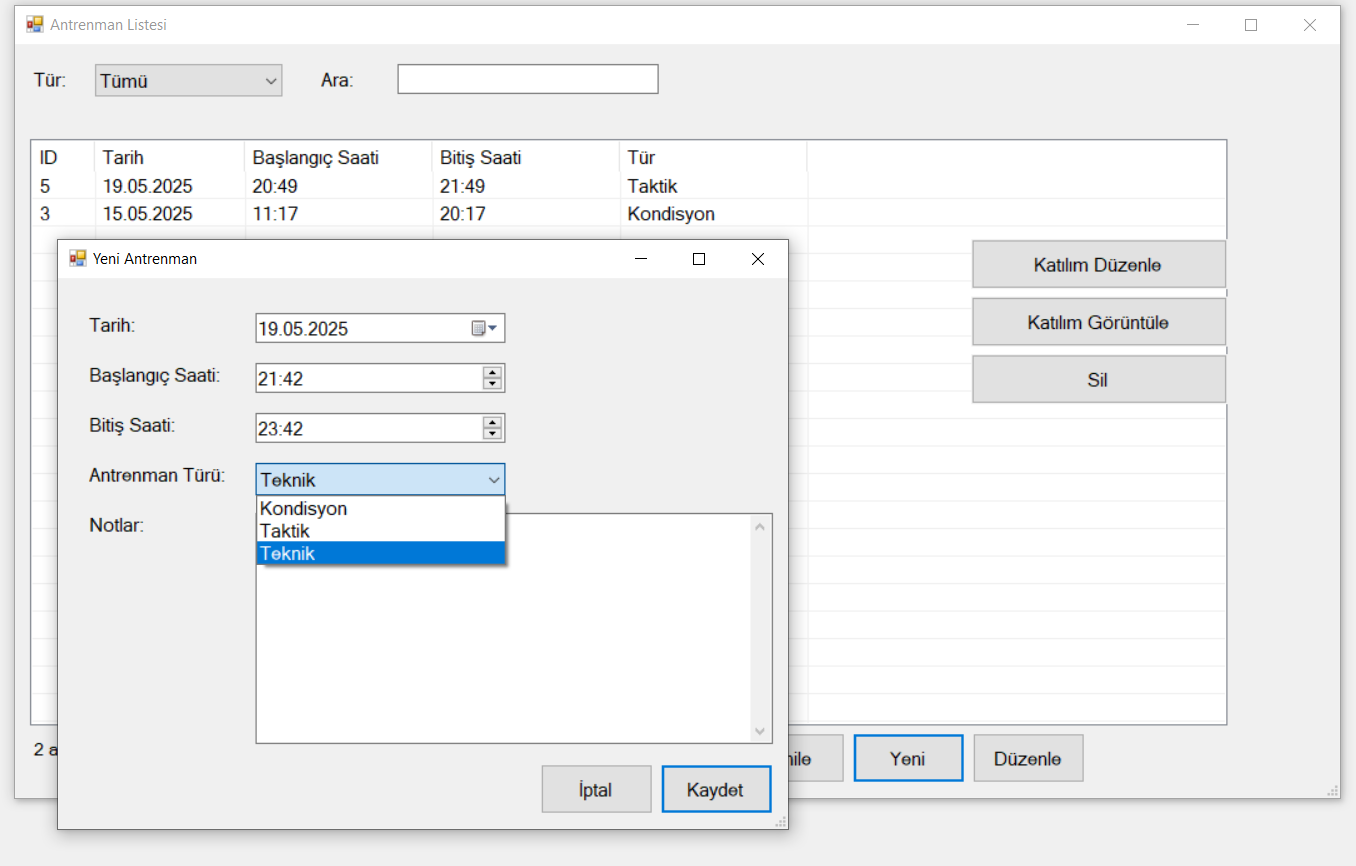 Antrenman Listesi
Tür: Tümü Ara:
ID Tarih Başlangıç Saati Bitiş Saati Tür
5 19.05.2025 20:49 21:49 Taktik
3 15.05.2025 11:17 20:17 Kondisyon
Katılım Düzenle
Katılım Görüntüle
Sil
Yeni Antrenman
Tarih: 19.05.2025
Başlangıç Saati: 21:42
Bitiş Saati: 23:42
Antrenman Türü: Teknik
Kondisyon
Taktik
Teknik
Notlar:
İptal Kaydet
2
Yeni Düzenle